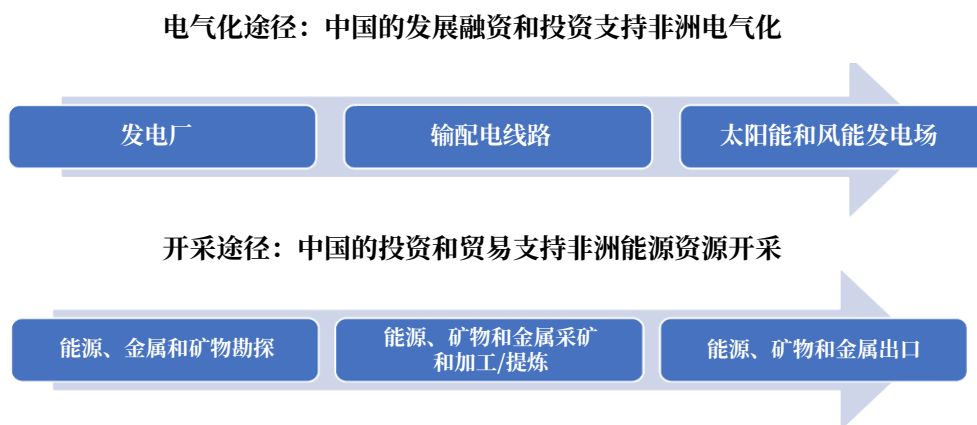 电气化途径：中国的发展融资和投资支持非洲电气化
发电厂
输配电线路
太阳能和风能发电场
开采途径：中国的投资和贸易支持非洲能源资源开采
能源、金属和矿物勘探
能源、矿物和金属采矿
和加工/提炼
能源、矿物和金属出口